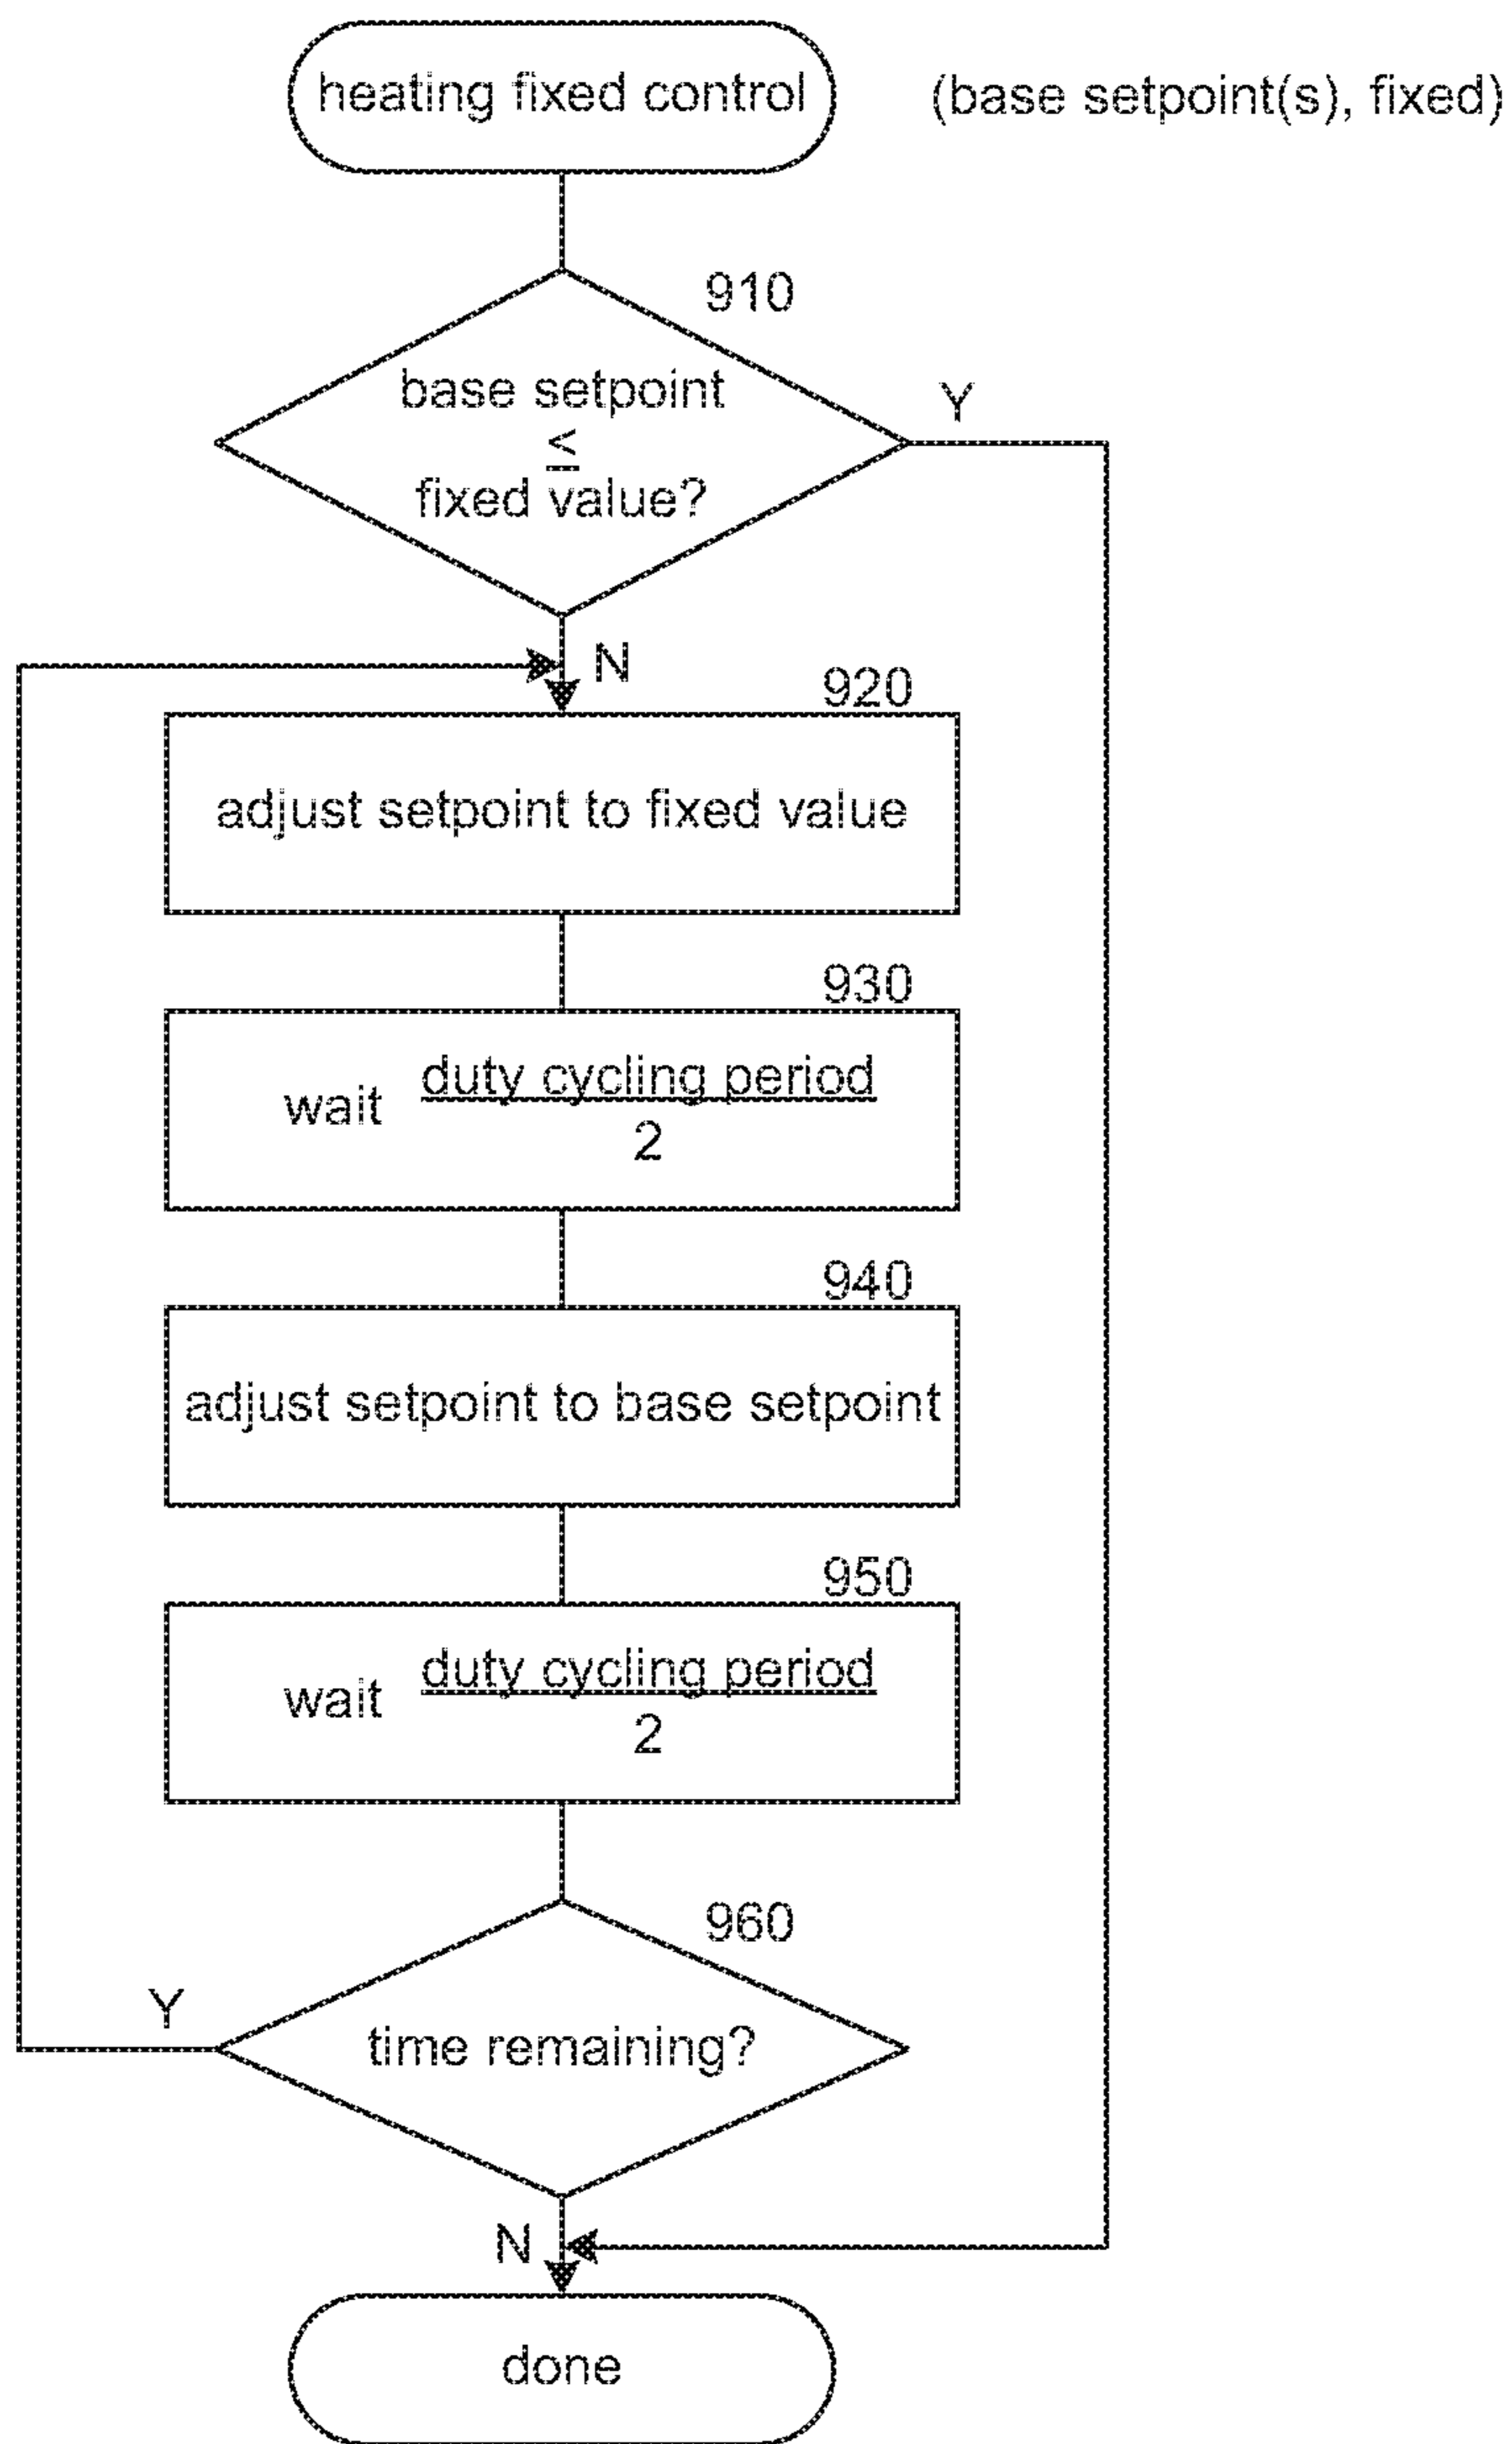 heating fixed control
(base setpoint(s), fixed)
910
base setpoint
≤
fixed value?
Y
N
920
adjust setpoint to fixed value
930
wait duty cycling period
2
940
adjust setpoint to base setpoint
950
wait duty cycling period
2
960
Y
time remaining?
N
done